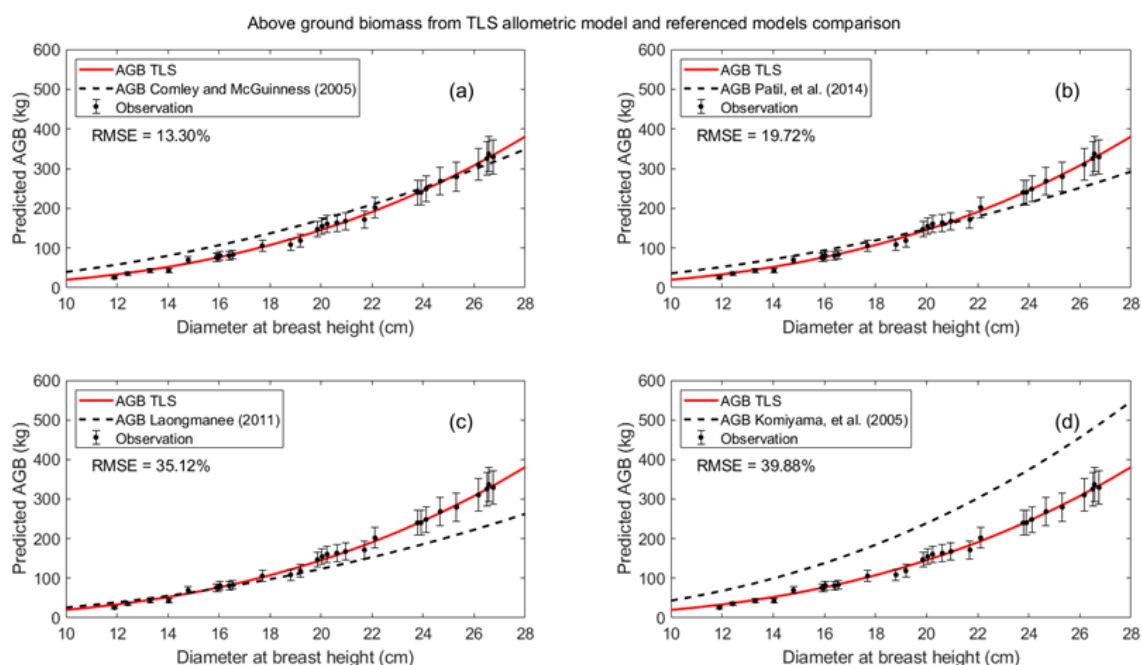 Above ground biomass from TLS allometric model and referenced models comparison
600
500
400
300
200
100
0
Predicted AGB (kg)
AGB TLS
AGB Comley and McGuinness (2005)
Observation
RMSE = 13.30%
(a)
10 12 14 16 18 20 22 24 26 28
Diameter at breast height (cm)
600
500
400
300
200
100
0
Predicted AGB (kg)
AGB TLS
AGB Patil, et al. (2014)
Observation
RMSE = 19.72%
(b)
10 12 14 16 18 20 22 24 26 28
Diameter at breast height (cm)
600
500
400
300
200
100
0
Predicted AGB (kg)
AGB TLS
AGB Laongmanee (2011)
Observation
RMSE = 35.12%
(c)
10 12 14 16 18 20 22 24 26 28
Diameter at breast height (cm)
600
500
400
300
200
100
0
Predicted AGB (kg)
AGB TLS
AGB Komiyama, et al. (2005)
Observation
RMSE = 39.88%
(d)
10 12 14 16 18 20 22 24 26 28
Diameter at breast height (cm)